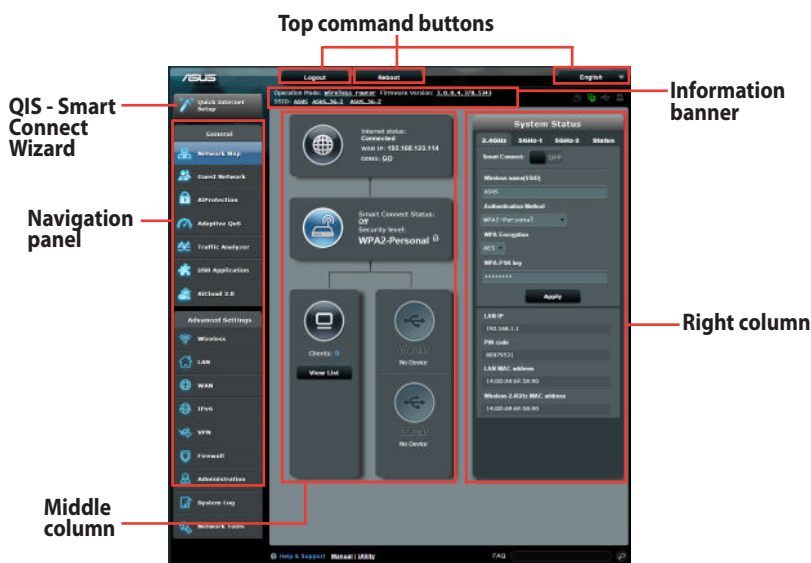 Top command buttons
ASUS
Logout
Reboot
English
Operation Mode: Wireless router Firmware Version: 3.0.0.4.378.5343
SSID: ASUS ASUS_5G-1 ASUS_5G-2
Information
banner
QIS - Smart
Connect
Wizard
Quick Internet
Setup
General
Network Map
Guest Network
AiProtection
Adaptive QoS
Traffic Analyzer
USB Application
AiCloud 2.0
Navigation
panel
Advanced Settings
Wireless
LAN
WAN
IPv6
VPN
Firewall
Administration
System Log
Network Tools
Internet status:
Connected
WAN IP: 192.168.123.114
DDNS: GO
Smart Connect Status:
Off
Security level:
WPA2-Personal
Clients: 0
View List
No Device
No Device
System Status
2.4GHz 5GHz-1 5GHz-2 Status
Smart Connect: OFF
Wireless name(SSID)
ASUS
Authentication Method
WPA2-Personal
WPA Encryption
AES
WPA-PSK key
Apply
LAN IP
192.168.1.1
PIN code
LAN MAC address
Wireless 2.4GHz MAC address
Right column
Middle
column
Help & Support Manual | Utility
FAQ